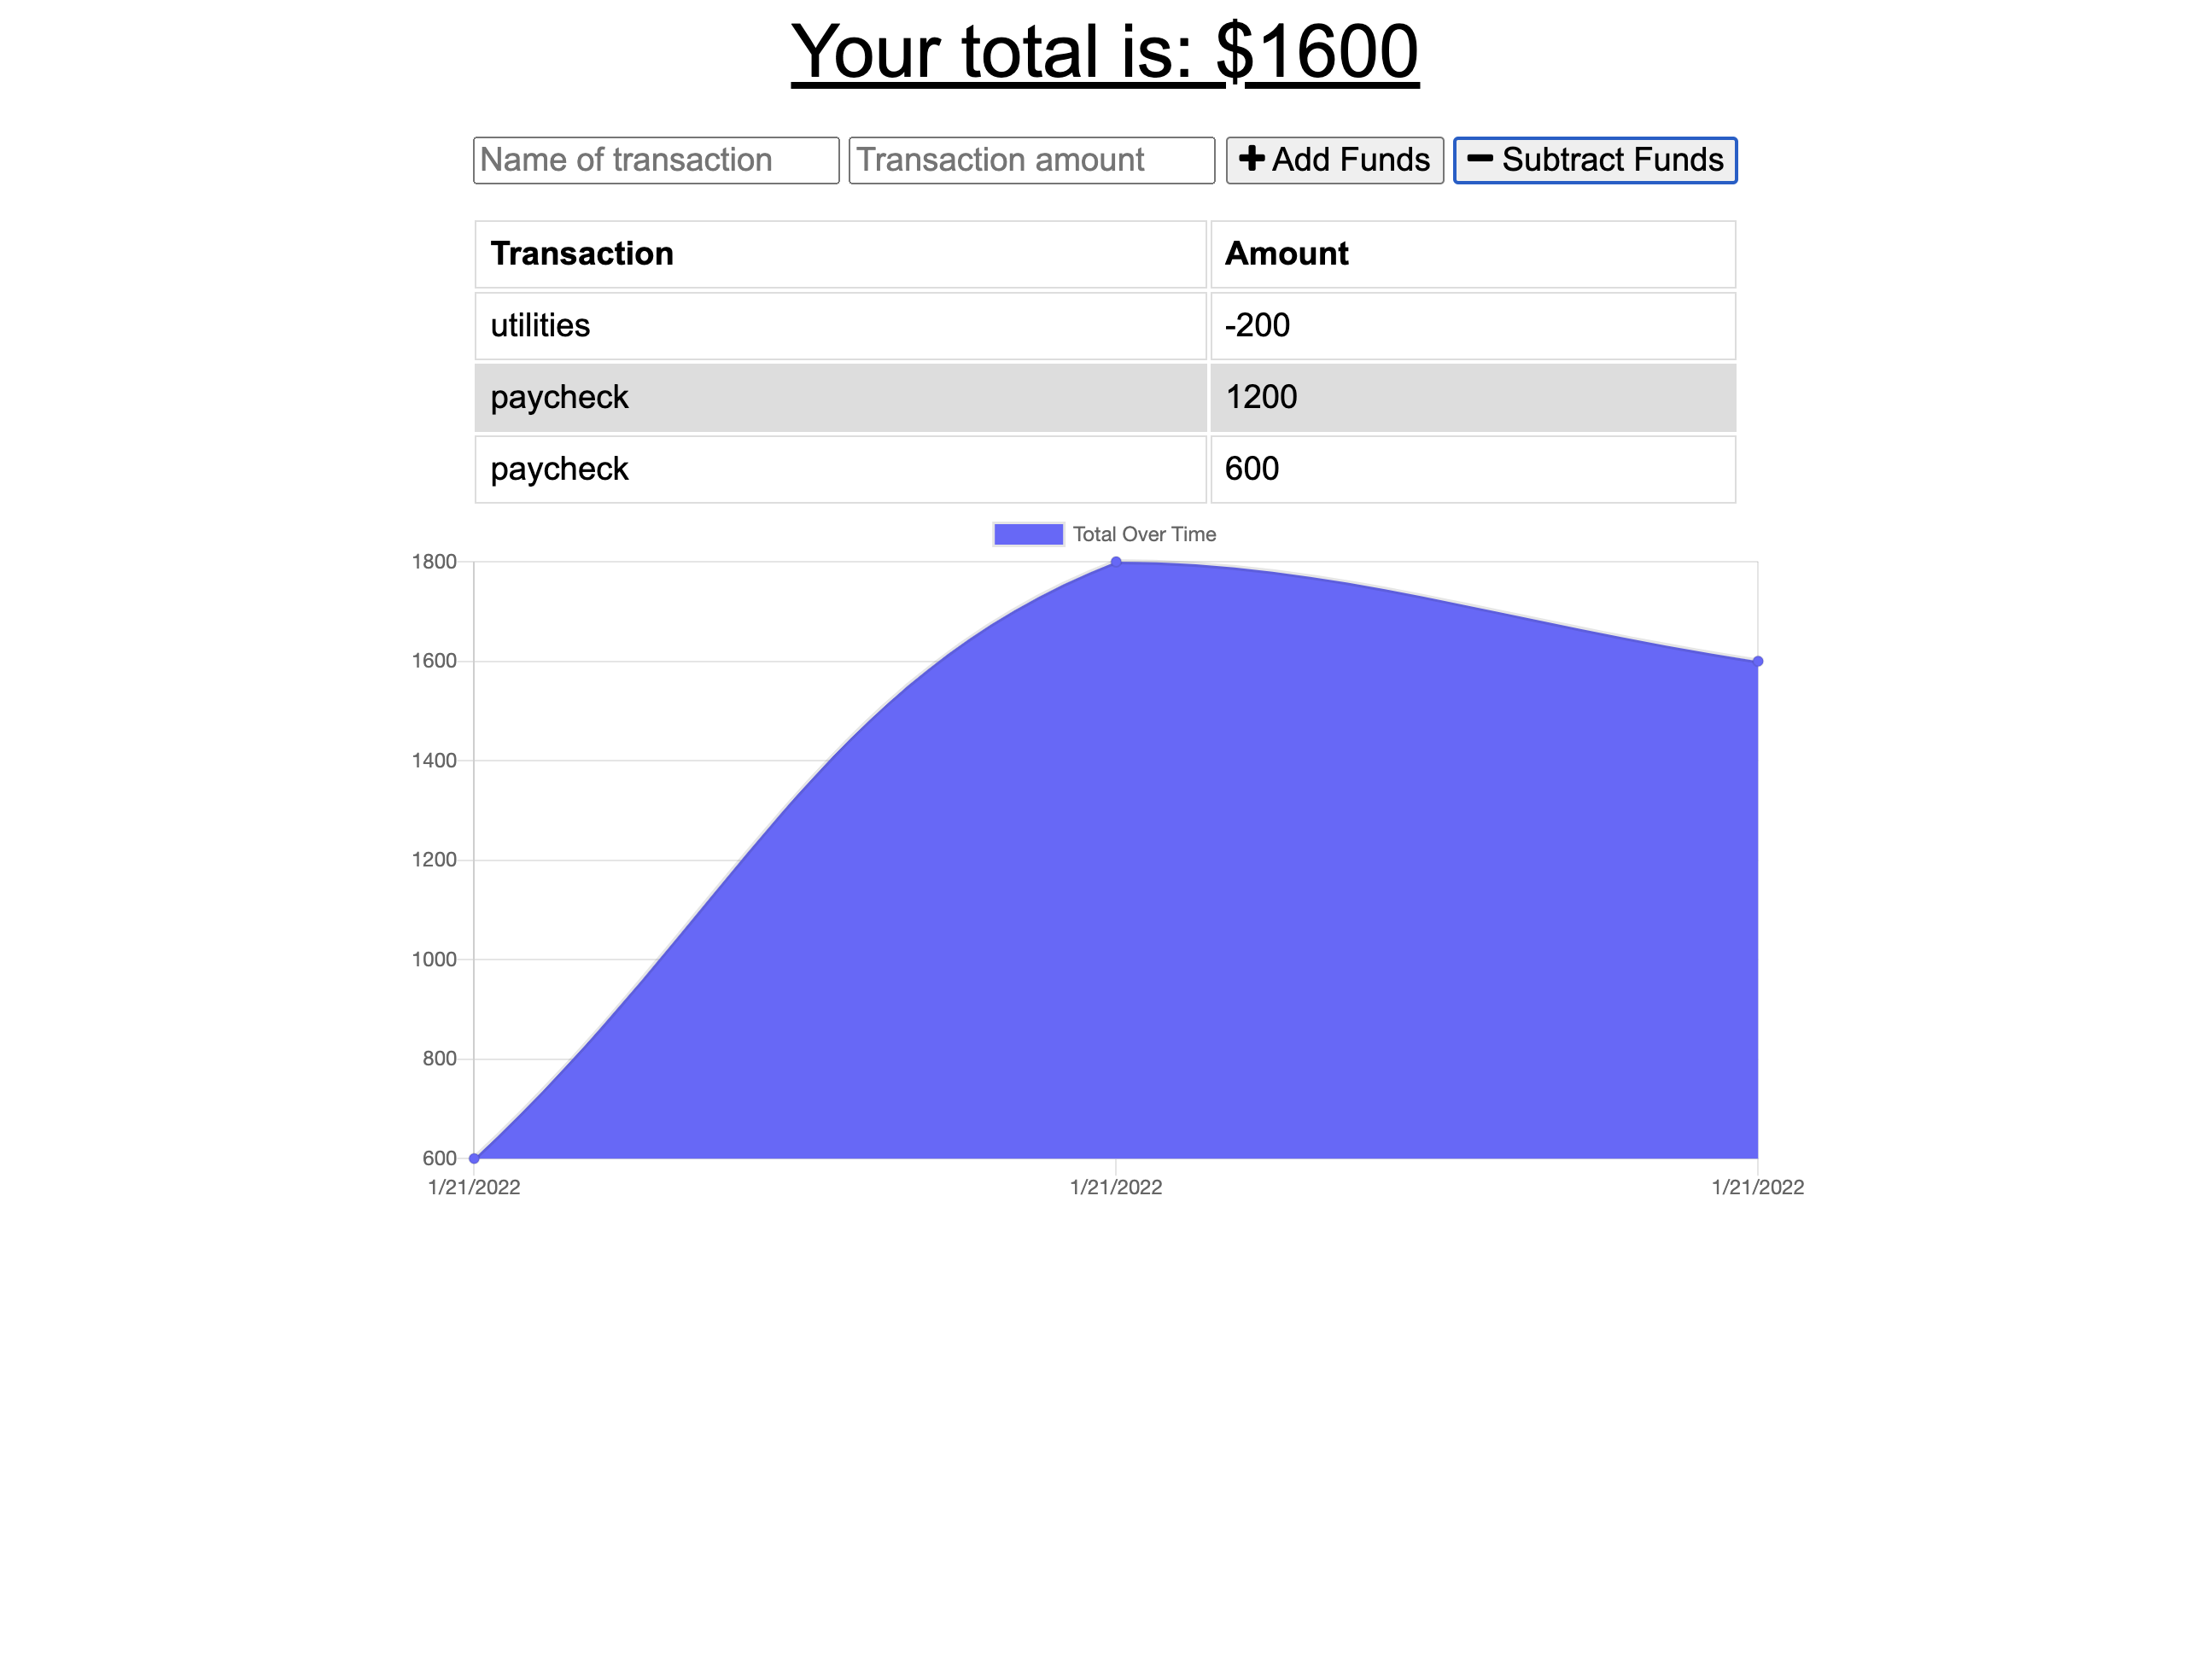 Your total is: $1600
Name of transaction Transaction amount Add Funds Subtract Funds
Transaction Amount
utilities -200
paycheck 1200
paycheck 600
Total Over Time
1800
1600
1400
1200
1000
800
600
1/21/2022 1/21/2022 1/21/2022